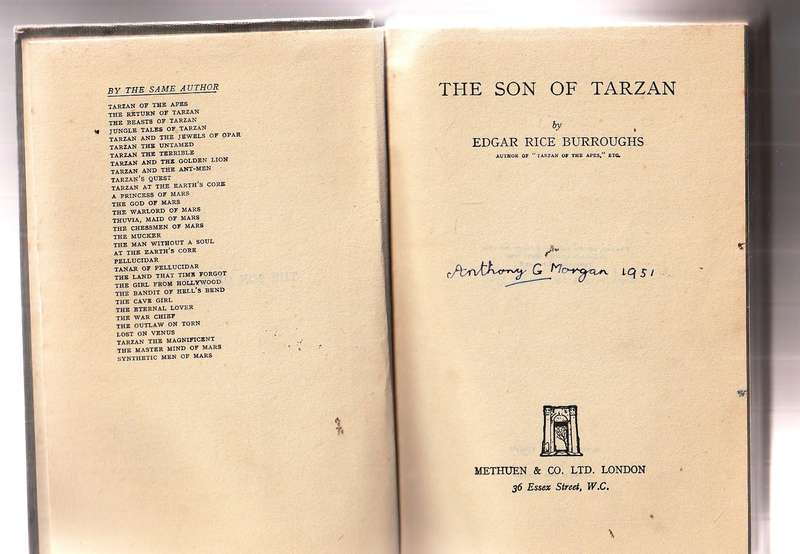 BY THE SAME AUTHOR
TARZAN OF THE APES
THE RETURN OF TARZAN
THE BEASTS OF TARZAN
JUNGLE TALES OF TARZAN
TARZAN AND THE JEWELS OF OPAR
TARZAN THE UNTAMED
TARZAN THE TERRIBLE
TARZAN AND THE GOLDEN LION
TARZAN AND THE ANT-MEN
TARZAN'S QUEST
TARZAN AT THE EARTH'S CORE
A PRINCESS OF MARS
THE GOD OF MARS
THE WARLORD OF MARS
THUVIA, MAID OF MARS
THE CHESSMEN OF MARS
THE MUCKER
THE MAN WITHOUT A SOUL
AT THE EARTH'S CORE
PELLUCIDAR
TANAR OF PELLUCIDAR
THE LAND THAT TIME FORGOT
THE GIRL FROM HOLLYWOOD
THE BANDIT OF HELL'S BEND
THE CAVE GIRL
THE ETERNAL LOVER
THE WAR CHIEF
THE OUTLAW ON TORN
LOST ON VENUS
TARZAN THE MAGNIFICENT
THE MASTER MIND OF MARS
SYNTHETIC MEN OF MARS
THE SON OF TARZAN
by
EDGAR RICE BURROUGHS
AUTHOR OF "TARZAN OF THE APES," ETC.
Anthony G Morgan 1951
METHUEN & CO. LTD. LONDON
36 Essex Street, W.C.